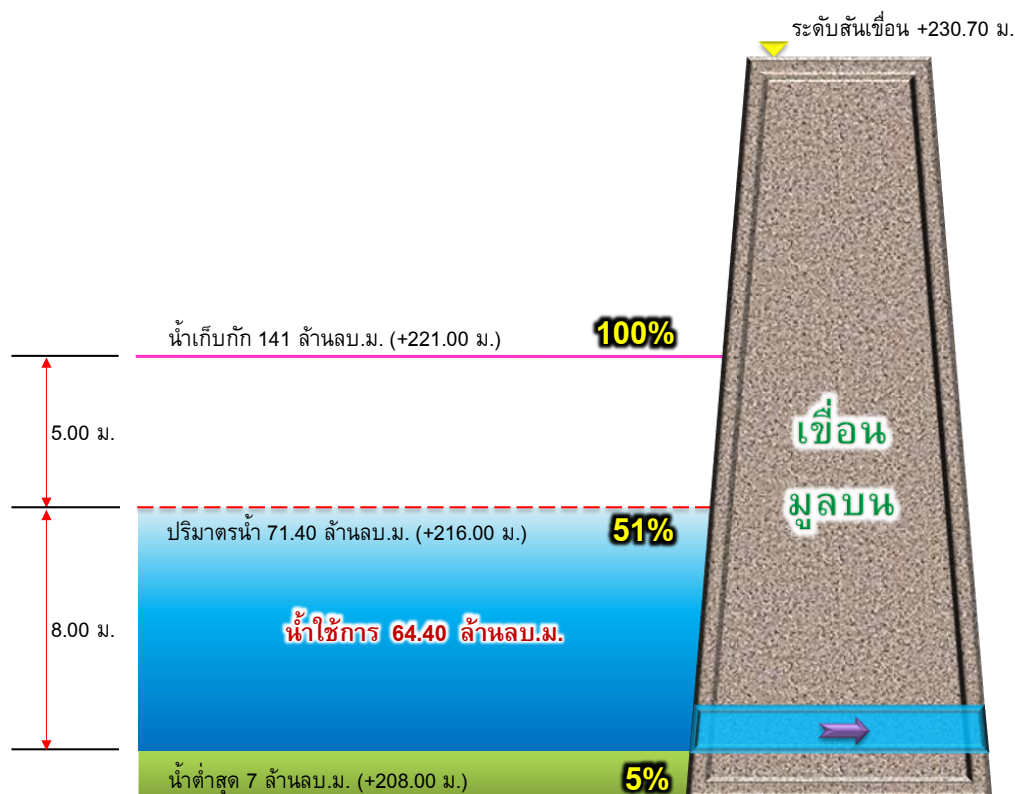 ระดับสันเขื่อน +230.70 ม.
น้ำเก็บกัก 141 ล้านลบ.ม. (+221.00 ม.)
100%
5.00 ม.
เขื่อน
มูลบน
ปริมาตรน้ำ 71.40 ล้านลบ.ม. (+216.00 ม.)
51%
8.00 ม.
น้ำใช้การ 64.40 ล้านลบ.ม.
น้ำต่ำสุด 7 ล้านลบ.ม. (+208.00 ม.)
5%